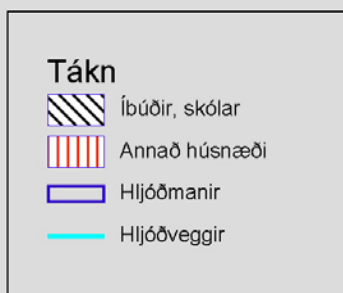 Tákn
Íbúðir, skólar
Annað húsnæði
Hljóðmanir
Hljóðveggir